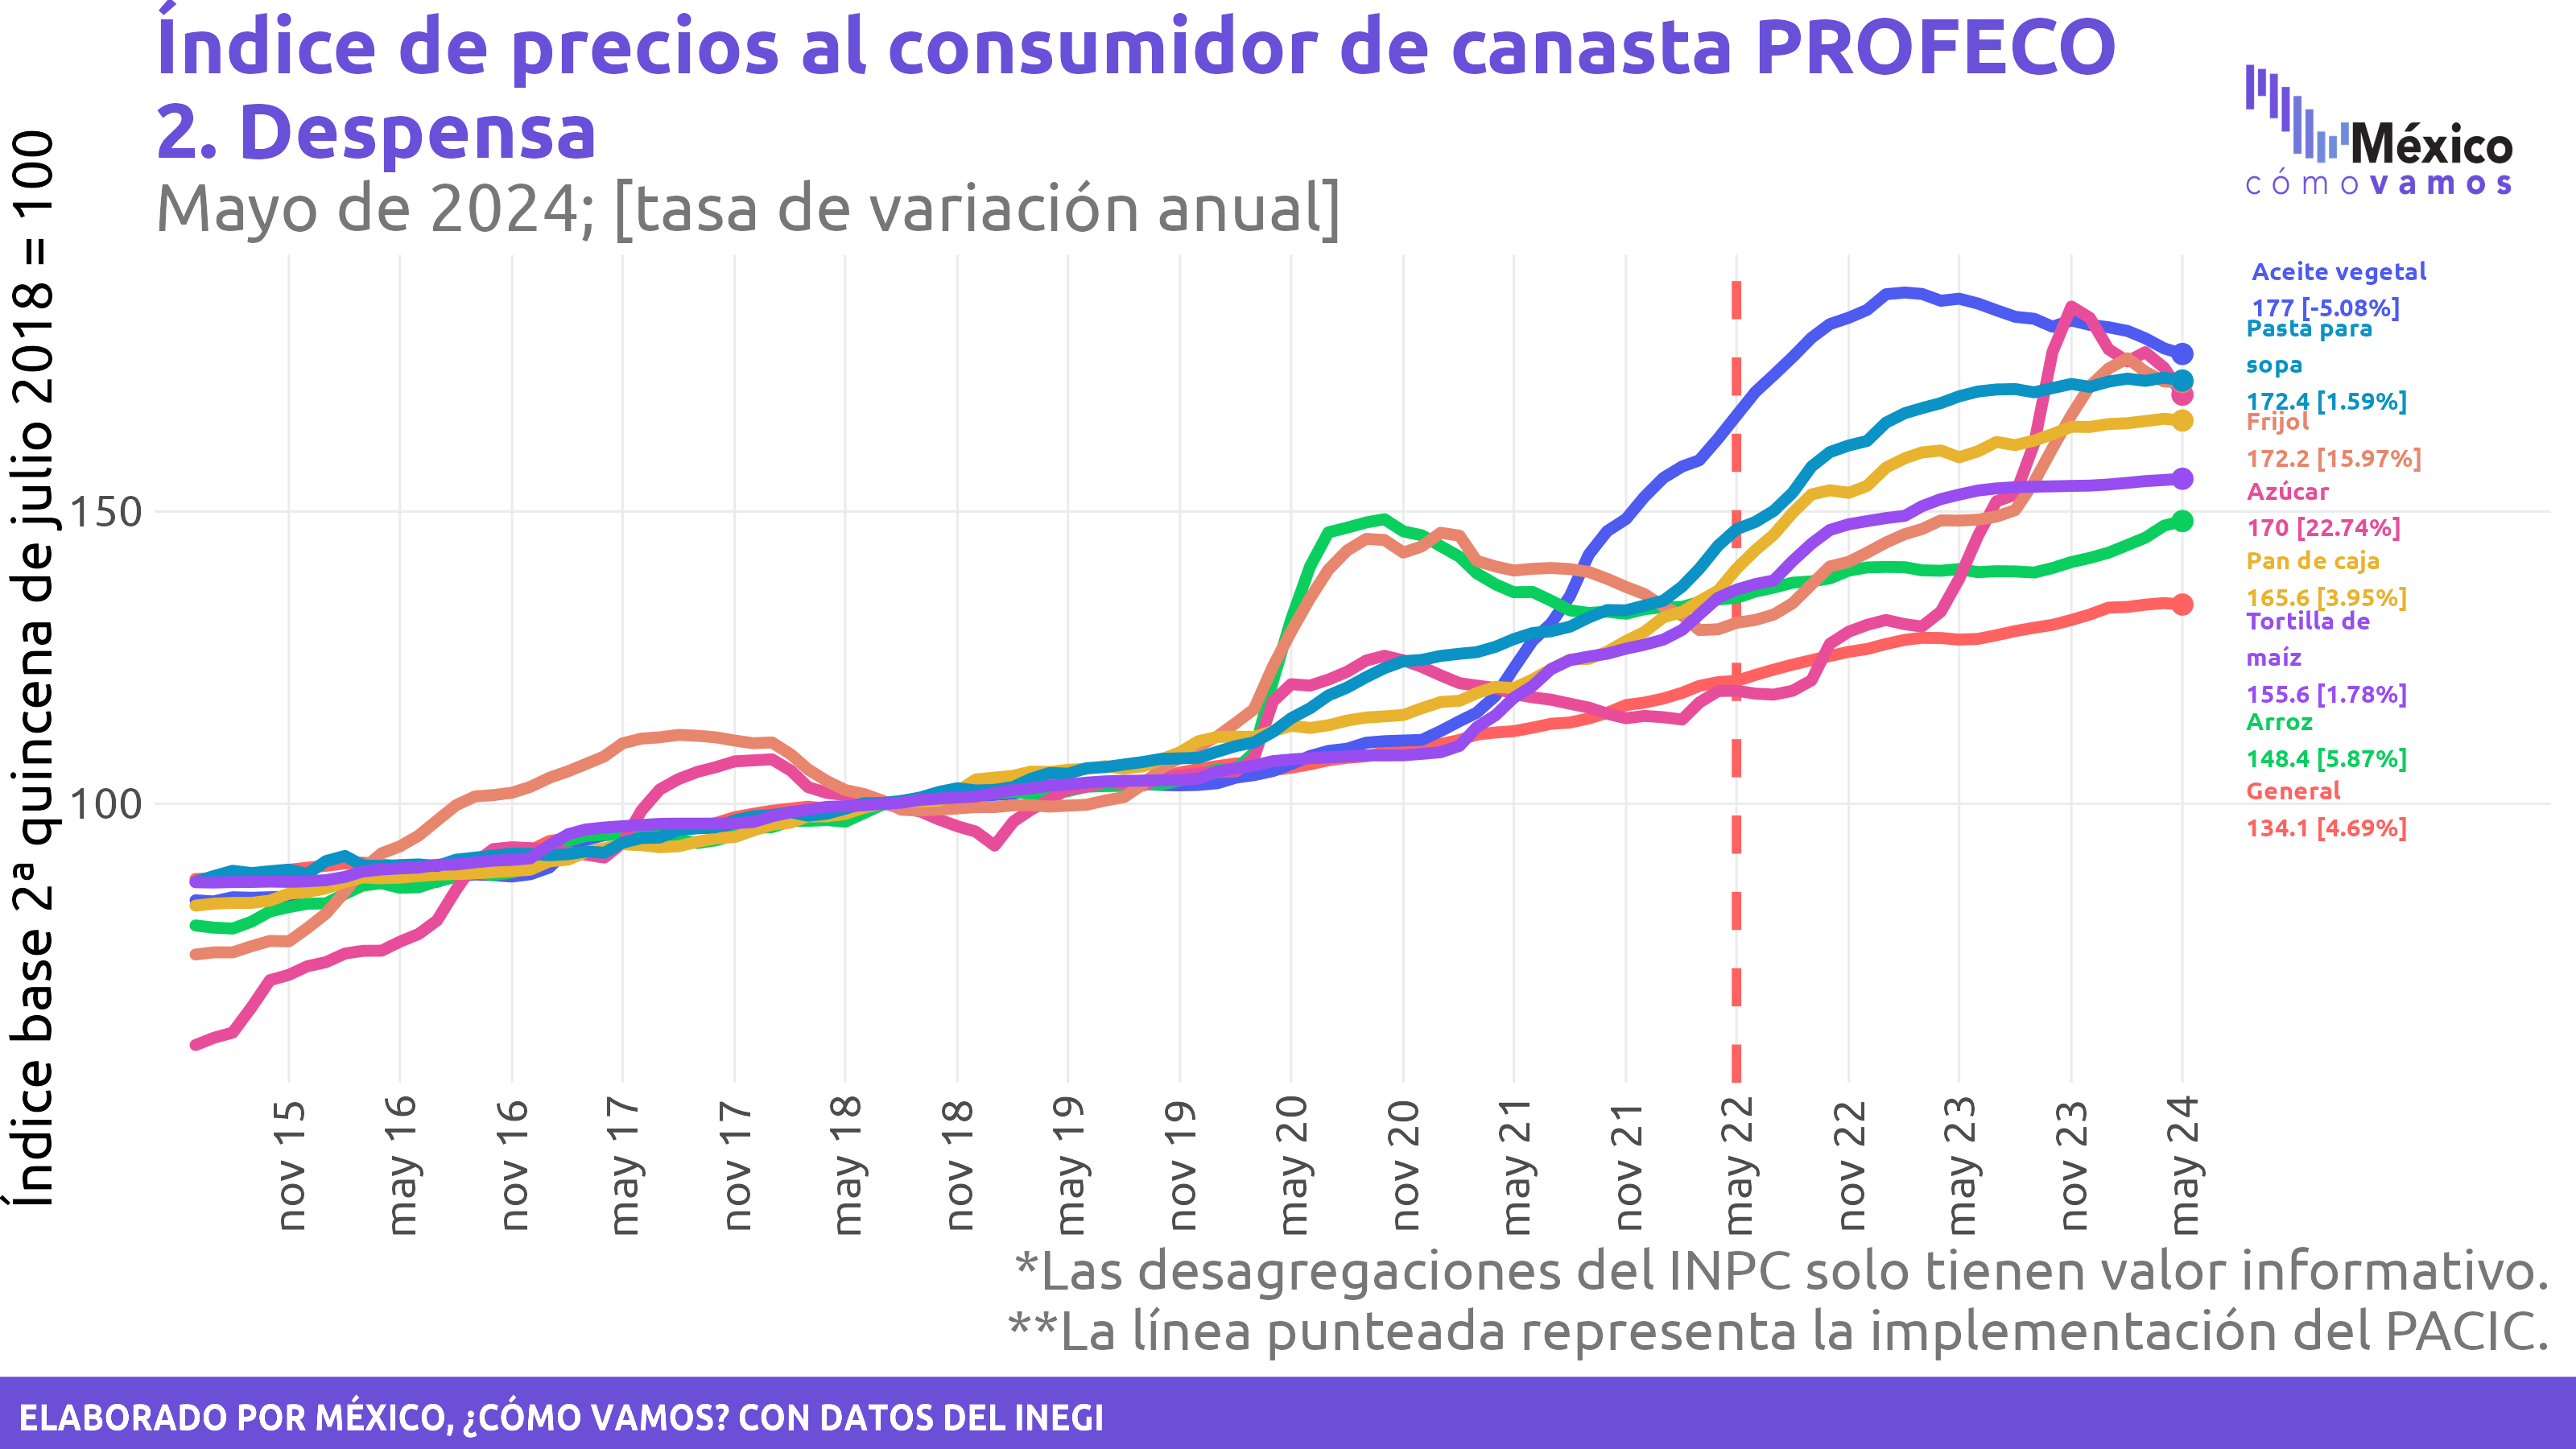 Índice de precios al consumidor de canasta PROFECO
2. Despensa
Mayo de 2024; [tasa de variación anual]
México
cómo vamos
Índice base 2ª quincena de julio 2018 = 100
150
100
Aceite vegetal
177 [-5.08%]
Pasta para
sopa
172.4 [1.59%]
Frijol
172.2 [15.97%]
Azúcar
170 [22.74%]
Pan de caja
165.6 [3.95%]
Tortilla de
maíz
155.6 [1.78%]
Arroz
148.4 [5.87%]
General
134.1 [4.69%]
nov 15
may 16
nov 16
may 17
nov 17
may 18
nov 18
may 19
nov 19
may 20
nov 20
may 21
nov 21
may 22
nov 22
may 23
nov 23
may 24
*Las desagregaciones del INPC solo tienen valor informativo.
**La línea punteada representa la implementación del PACIC.
ELABORADO POR MÉXICO, ¿CÓMO VAMOS? CON DATOS DEL INEGI